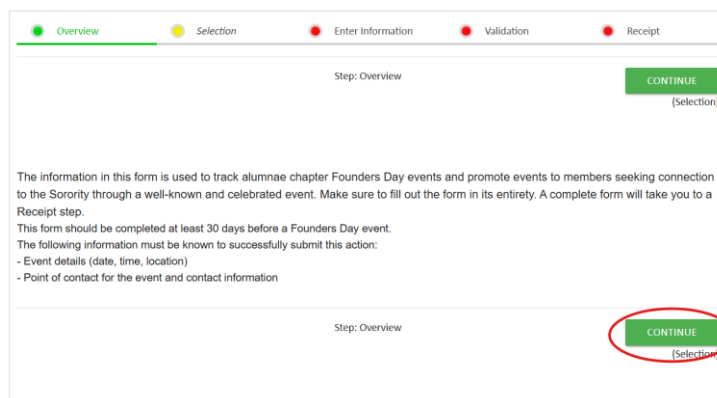 Overview Selection Enter Information Validation Receipt
Step: Overview CONTINUE
(Selection)
The information in this form is used to track alumnae chapter Founders Day events and promote events to members seeking connection
to the Sorority through a well-known and celebrated event. Make sure to fill out the form in its entirety. A complete form will take you to a
Receipt step.
This form should be completed at least 30 days before a Founders Day event.
The following information must be known to successfully submit this action:
- Event details (date, time, location)
- Point of contact for the event and contact information
Step: Overview CONTINUE
(Selection)